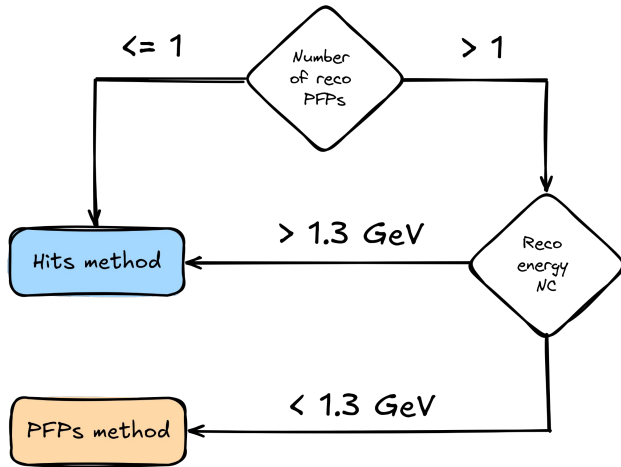 <= 1
> 1
Number
of reco
PFPs
> 1.3 GeV
Hits method
Reco
energy
NC
< 1.3 GeV
PFPs method